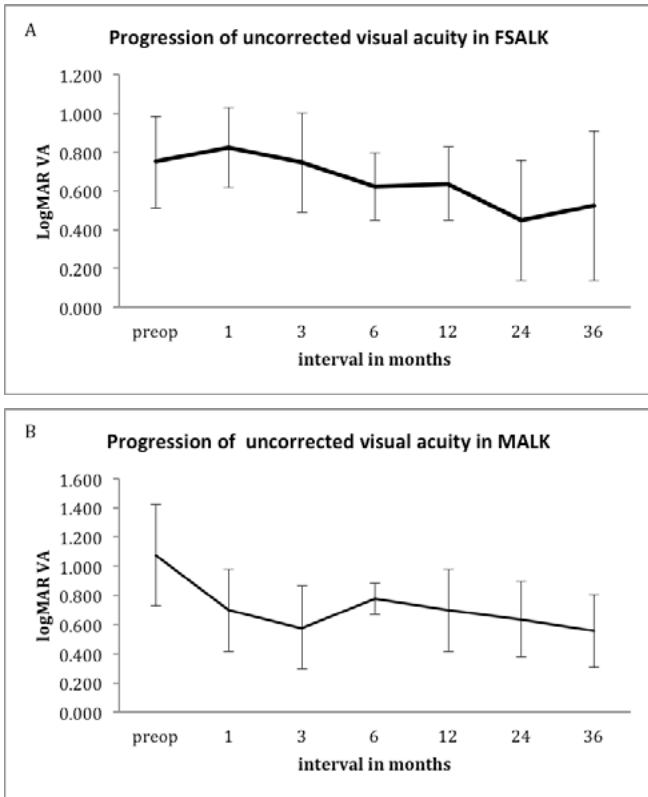 A
Progression of uncorrected visual acuity in FSALK
1.200
1.000
0.800
0.600
0.400
0.200
0.000
LogMAR VA
preop 1 3 6 12 24 36
interval in months
B
Progression of uncorrected visual acuity in MALK
1.600
1.400
1.200
1.000
0.800
0.600
0.400
0.200
0.000
logMAR VA
preop 1 3 6 12 24 36
interval in months